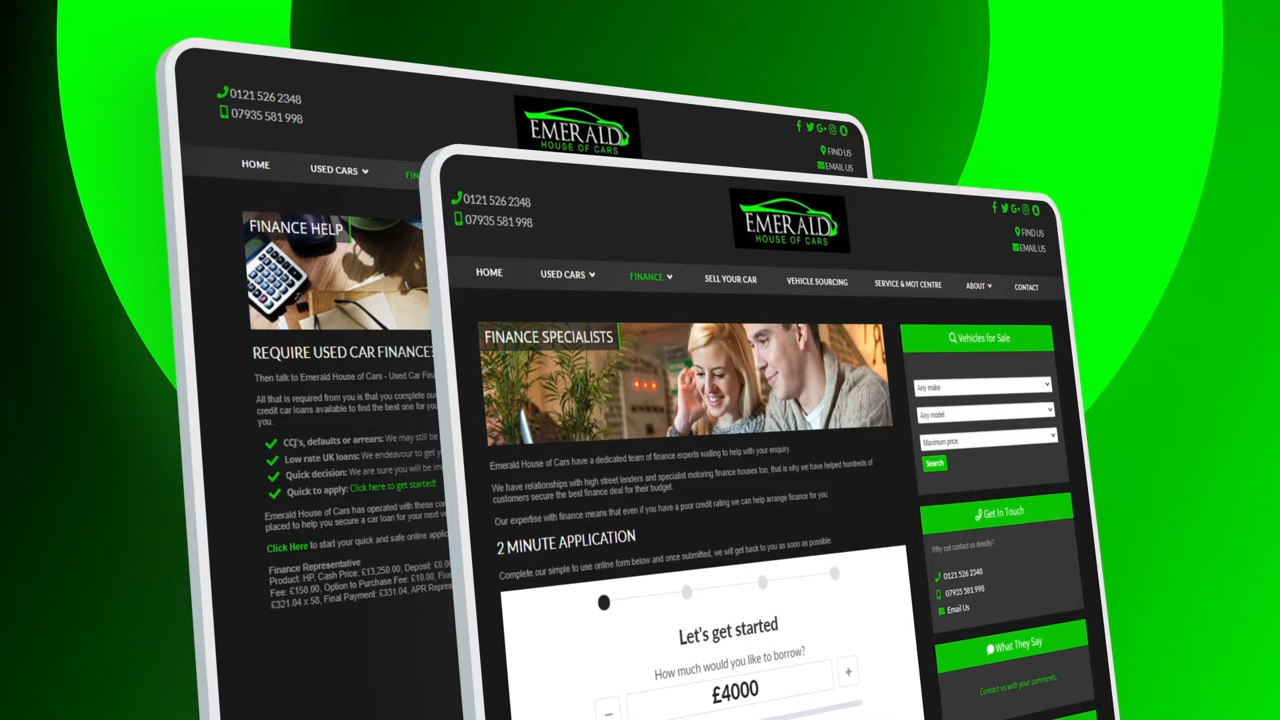 0121 526 2348
07935 581 998
EMERALD
HOUSE OF CARS
FIND US
EMAIL US
HOME
USED CARS
FIN
FINANCE HELP
REQUIRE USED CAR FINANCE?
Then talk to Emerald House of Cars - Used Car Fin
All that is required from you is that you complete ou
credit car loans available to find the best one for yo
you.
CCJ's, defaults or arrears: We may still be
Low rate UK loans: We endeavour to get y
Quick decision: We are sure you will be im
Quick to apply: Click here to get started!
Emerald House of Cars has operated with these con
placed to help you secure a car loan for your next v
Click Here to start your quick and safe online applic
Finance Representative
Product: HP, Cash Price: £13,250.00, Deposit: £0.0
Fee: £150.00, Option to Purchase Fee: £10.00, Fixe
£321.04 x 58, Final Payment: £331.04, APR Repres
0121 526 2348
07935 581 998
EMERALD
HOUSE OF CARS
FIND US
EMAIL US
HOME
USED CARS
FINANCE
SELL YOUR CAR
VEHICLE SOURCING
SERVICE & MOT CENTRE
ABOUT
CONTACT
FINANCE SPECIALISTS
Emerald House of Cars have a dedicated team of finance experts waiting to help with your enquiry.
We have relationships with high street lenders and specialist motoring finance houses too, that is why we have helped hundreds of
customers secure the best finance deal for their budget.
Our expertise with finance means that even if you have a poor credit rating we can help arrange finance for you.
2 MINUTE APPLICATION
Complete our simple to use online form below and once submitted, we will get back to you as soon as possible.
Let's get started
How much would you like to borrow?
£4000
Vehicles for Sale
Any make
Any model
Maximum price
Search
Get In Touch
Why not contact us directly?
0121 526 2348
07935 581 998
Email Us
What They Say
Contact us with your comments.